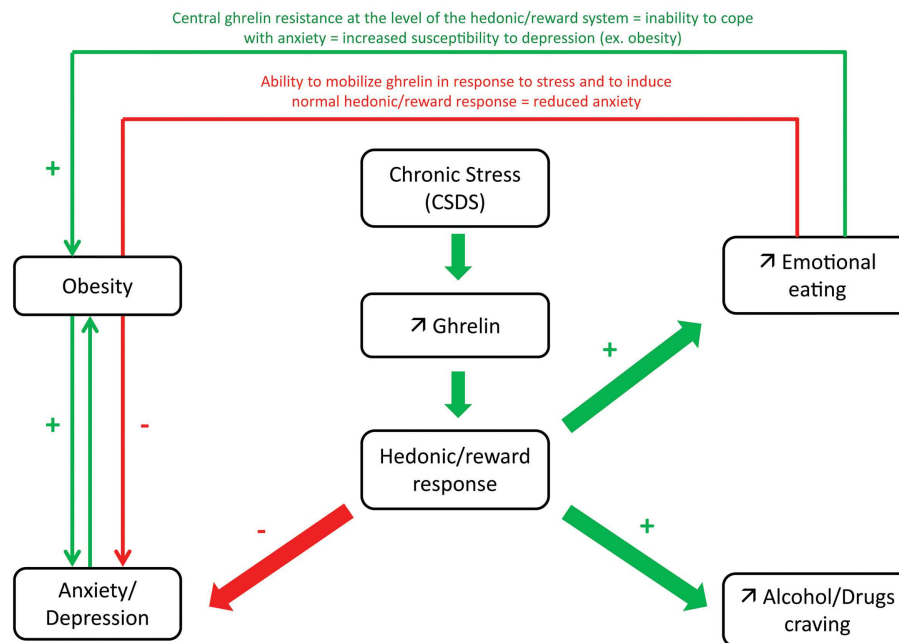 Central ghrelin resistance at the level of the hedonic/reward system = inability to cope
with anxiety = increased susceptibility to depression (ex. obesity)
Ability to mobilize ghrelin in response to stress and to induce
normal hedonic/reward response = reduced anxiety
+
Chronic Stress
(CSDS)
↗ Emotional
eating
Obesity
↗ Ghrelin
+
+
-
Hedonic/reward
response
-
+
Anxiety/
Depression
↗ Alcohol/Drugs
craving